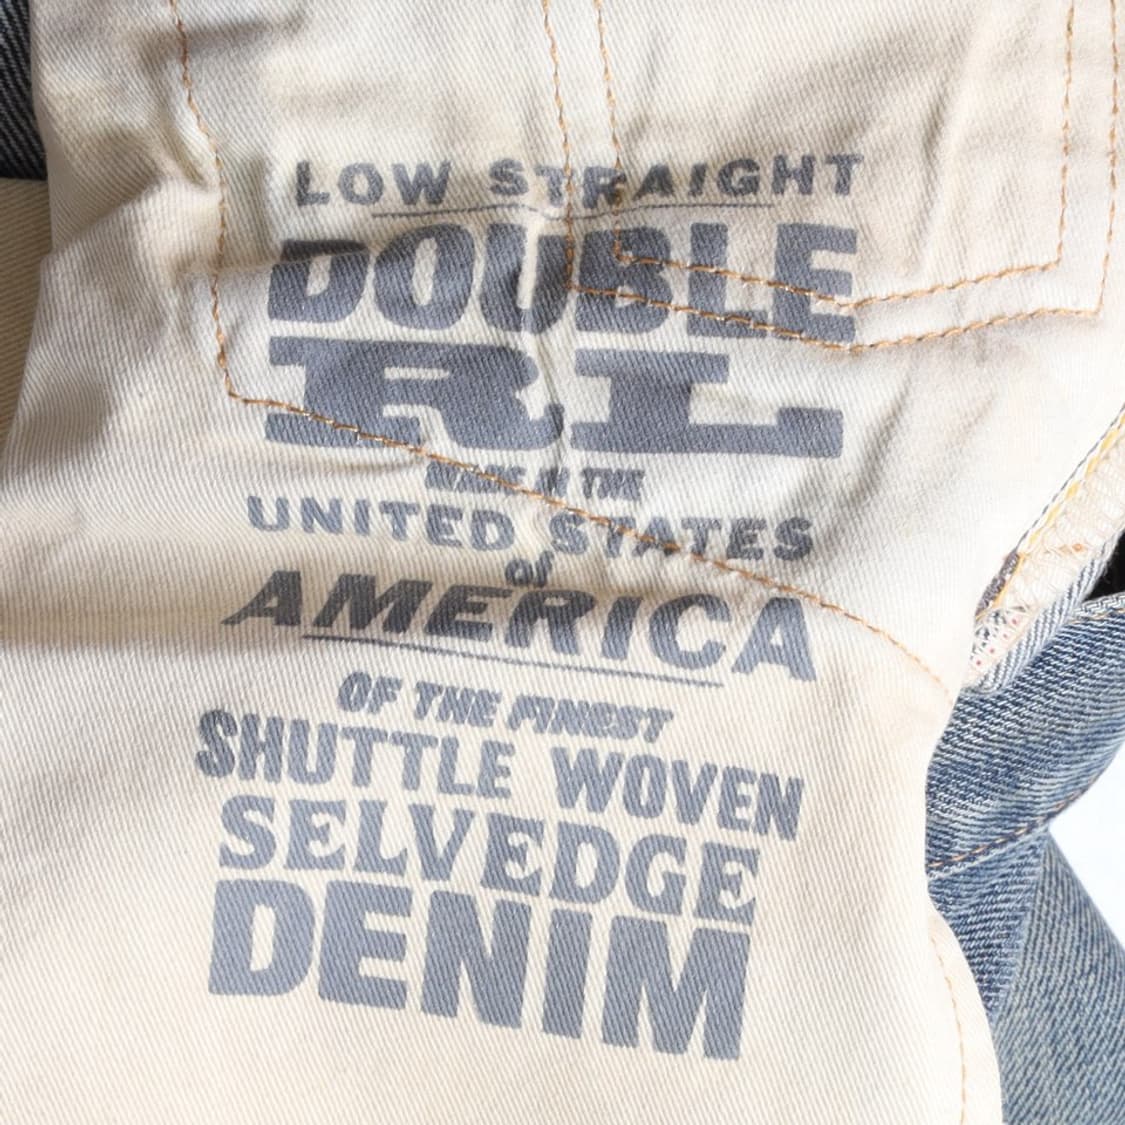 LOW STRAIGHT
DOUBLE
RL
MADE IN THE
UNITED STATES
of
AMERICA
OF THE FINEST
SHUTTLE WOVEN
SELVEDGE
DENIM